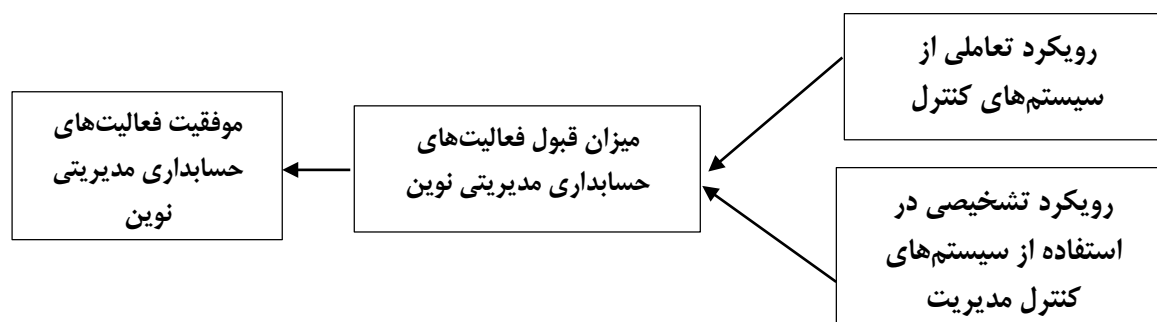 رویکرد تعاملی از
سیستم‌های کنترل
رویکرد تشخیصی در
استفاده از سیستم‌های
کنترل مدیریت
میزان قبول فعالیت‌های
حسابداری مدیریتی نوین
موفقیت فعالیت‌های
حسابداری مدیریتی
نوین